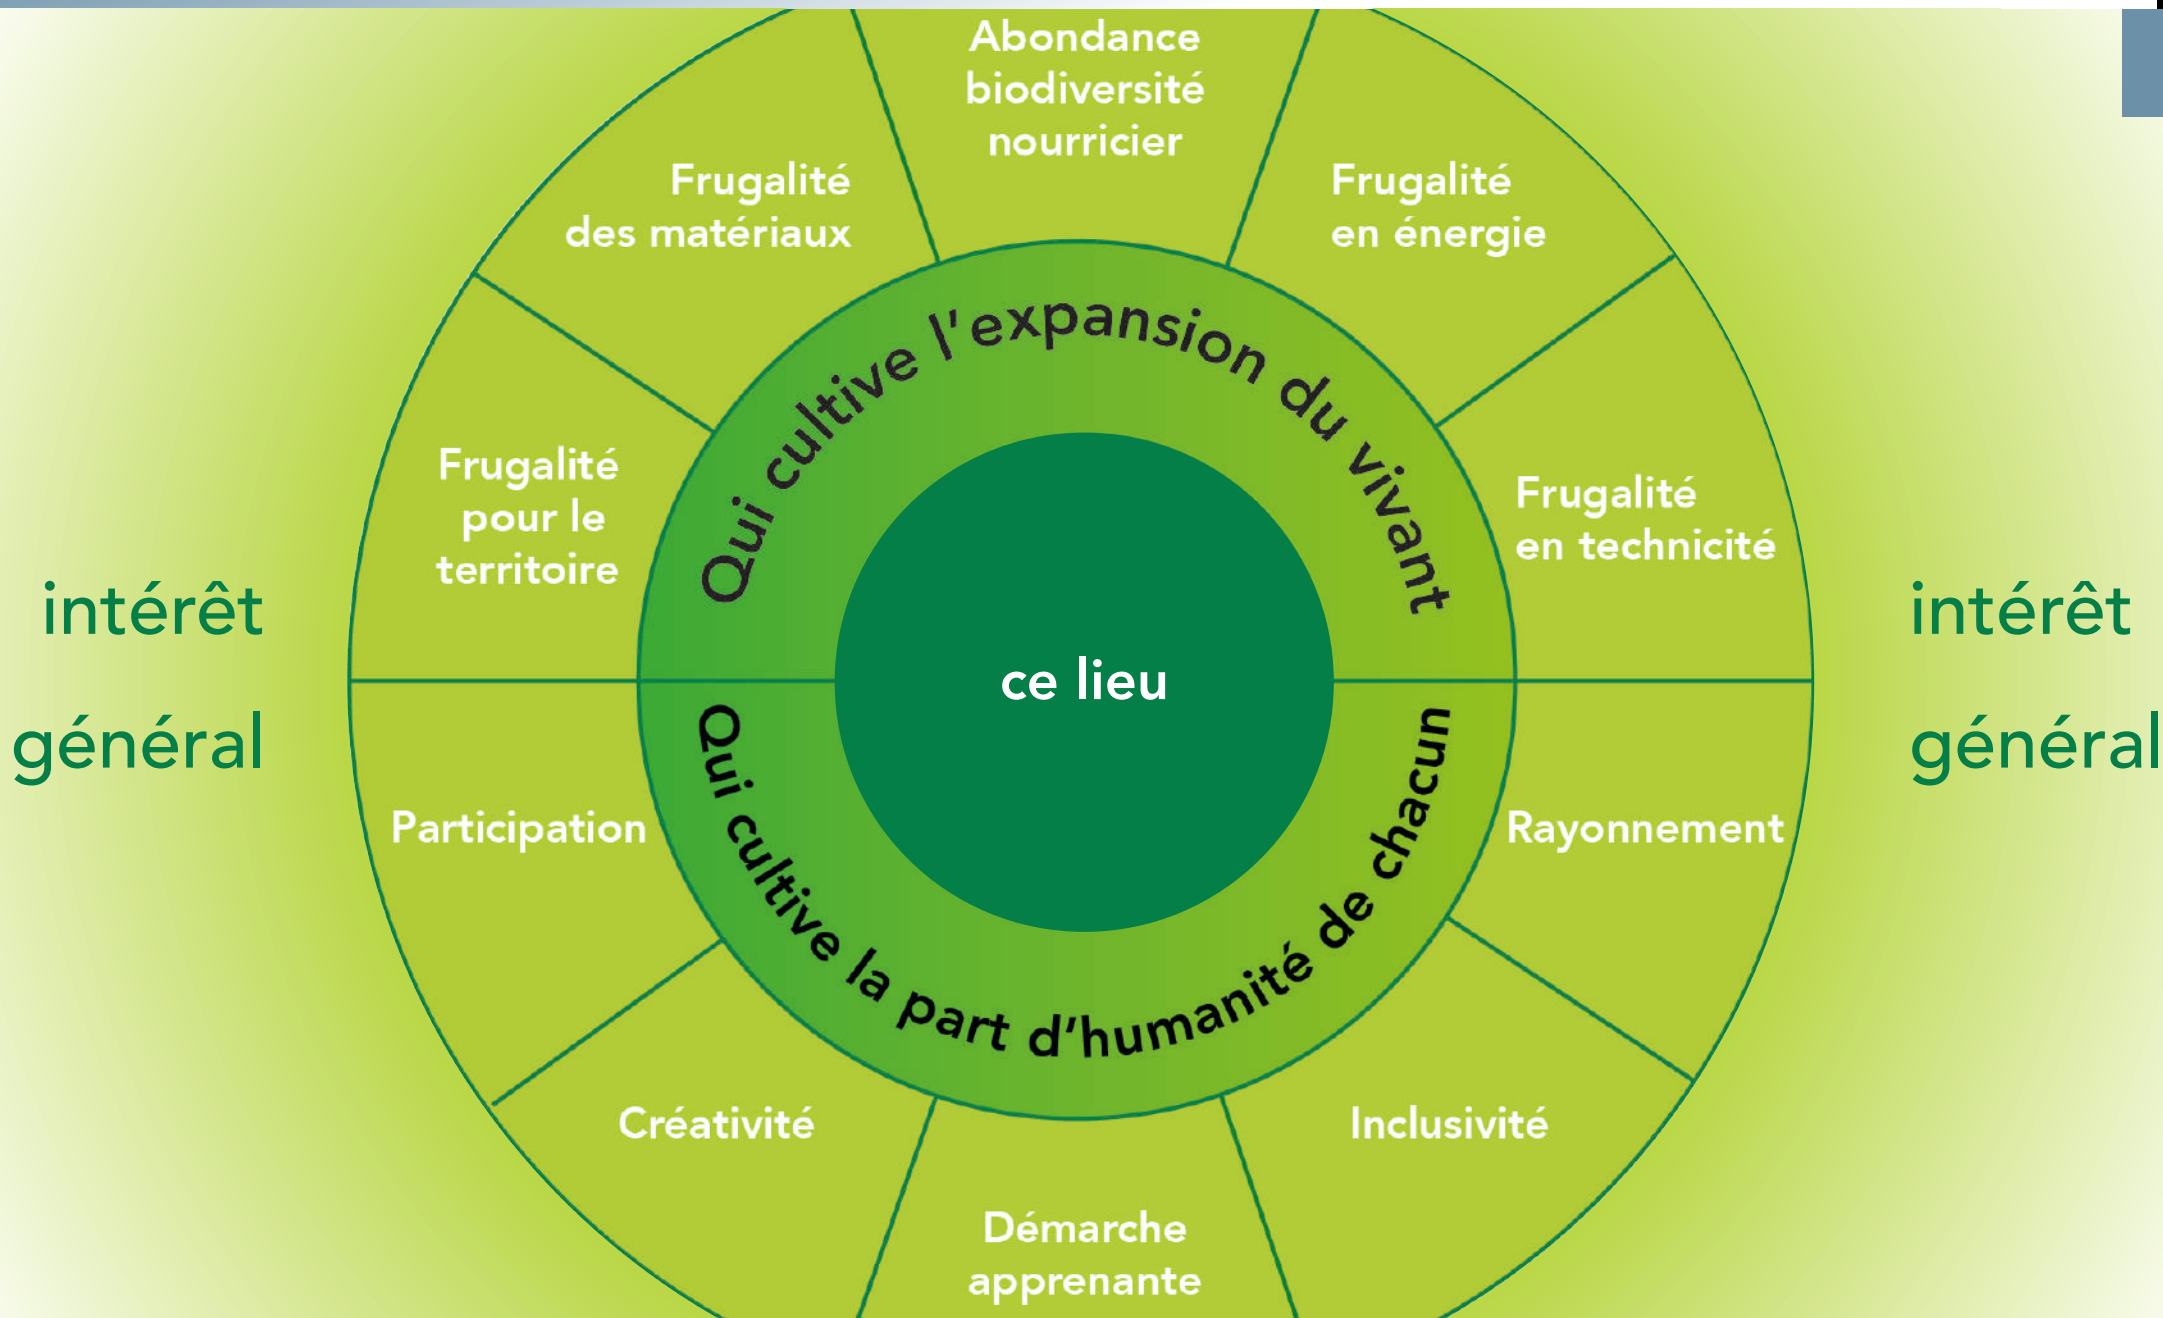 Abondance
biodiversité
nourricier
Frugalité
des matériaux
Frugalité
en énergie
Qui cultive l'expansion du vivant
Frugalité
pour le
territoire
Frugalité
en technicité
intérêt
général
ce lieu
intérêt
général
Participation
Rayonnement
Qui cultive la part d'humanité de chacun
Créativité
Inclusivité
Démarche
apprenante